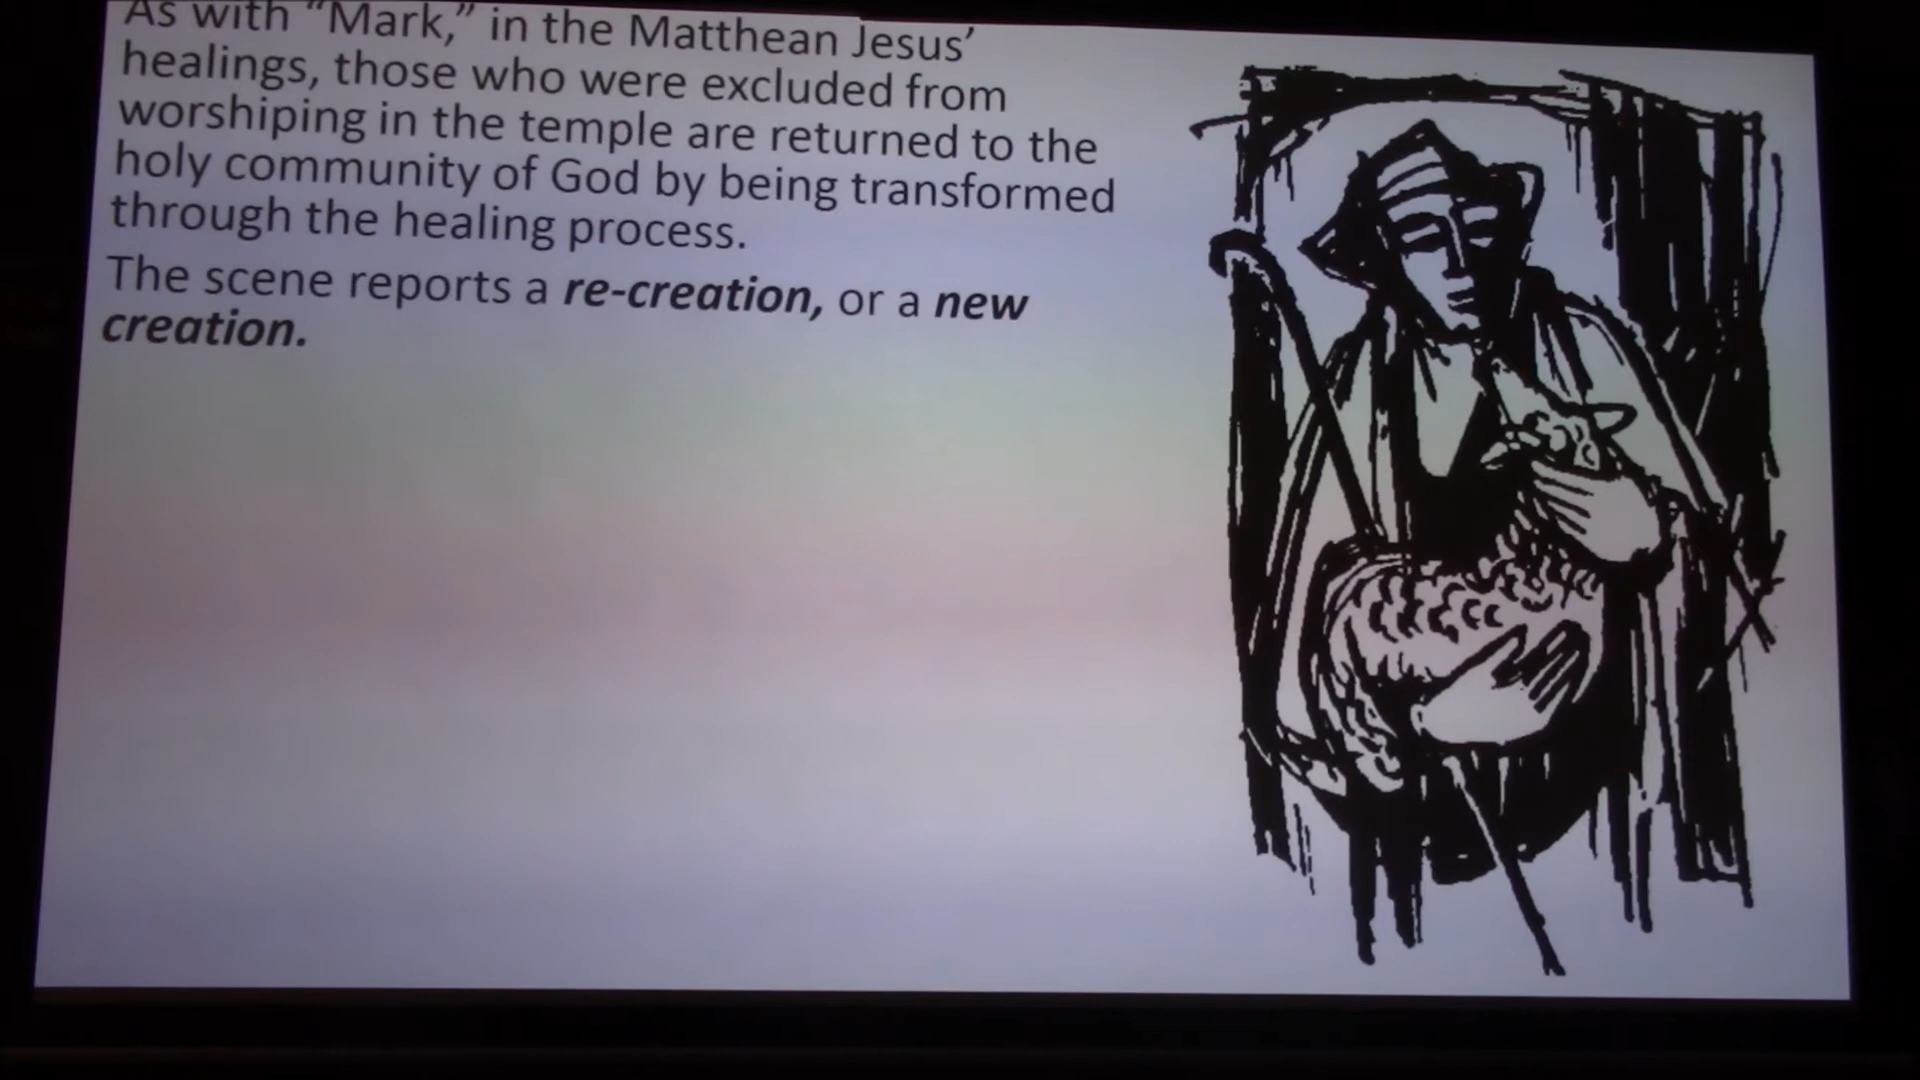 As with “Mark,” in the Matthean Jesus’
healings, those who were excluded from
worshiping in the temple are returned to the
holy community of God by being transformed
through the healing process.
The scene reports a re-creation, or a new
creation.